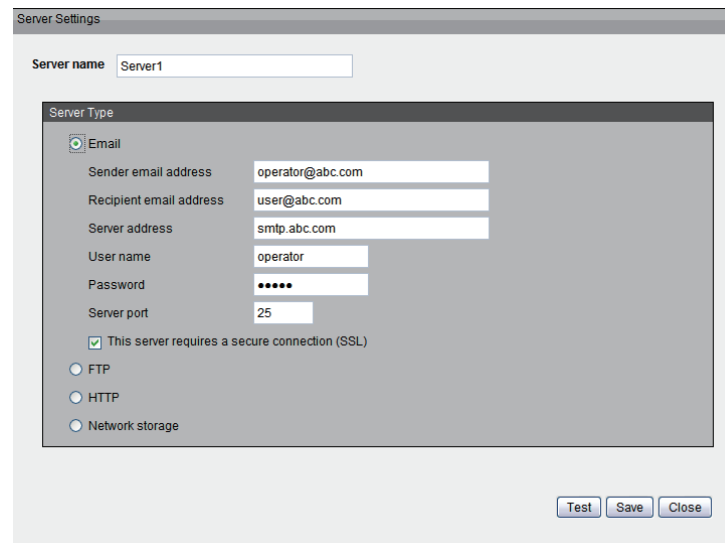 Server Settings
Server name Server1
Server Type
Email
Sender email address operator@abc.com
Recipient email address user@abc.com
Server address smtp.abc.com
User name operator
Password •••••
Server port 25
This server requires a secure connection (SSL)
FTP
HTTP
Network storage
Test Save Close